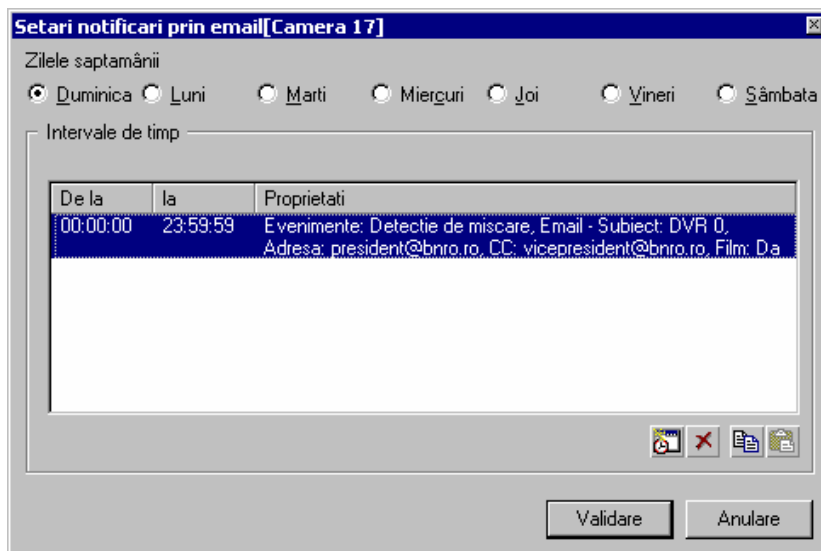 Setari notificari prin email[Camera 17]
Zilele saptamânii
Duminica Luni Marti Miercuri Joi Vineri Sâmbata
Intervale de timp
De la la Proprietati
00:00:00 23:59:59 Evenimente: Detectie de miscare, Email - Subiect: DVR 0,
Adresa: president@bnro.ro, CC: vicepresident@bnro.ro, Film: Da
Validare Anulare